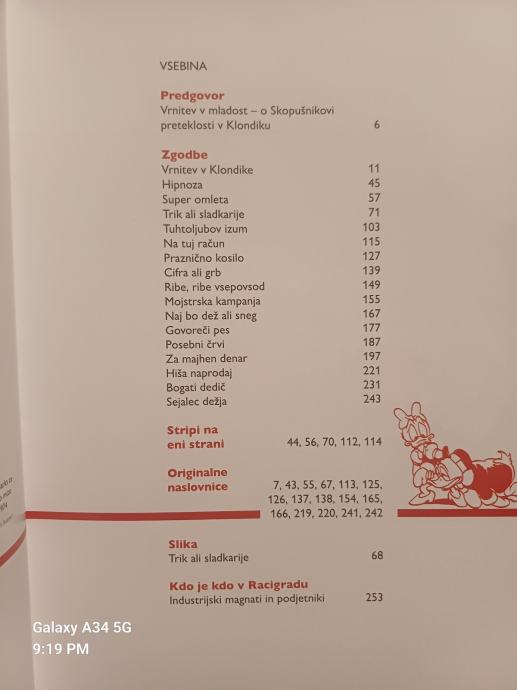 VSEBINA
Predgovor
Vrnitev v mladost – o Skopušnikovi
preteklosti v Klondiku 6
Zgodbe
Vrnitev v Klondike 11
Hipnoza 45
Super omleta 57
Trik ali sladkarije 71
Tuhtoljubov izum 103
Na tuj račun 115
Praznično kosilo 127
Cifra ali grb 139
Ribe, ribe vsepovsod 149
Mojstrska kampanja 155
Naj bo dež ali sneg 167
Govoreči pes 177
Posebni črvi 187
Za majhen denar 197
Hiša naprodaj 221
Bogati dedič 231
Sejalec dežja 243
Stripi na
eni strani 44, 56, 70, 112, 114
Originalne
naslovnice 7, 43, 55, 67, 113, 125,
126, 137, 138, 154, 165,
166, 219, 220, 241, 242
Slika
Trik ali sladkarije 68
Kdo je kdo v Racigradu
Industrijski magnati in podjetniki 253
Galaxy A34 5G
9:19 PM